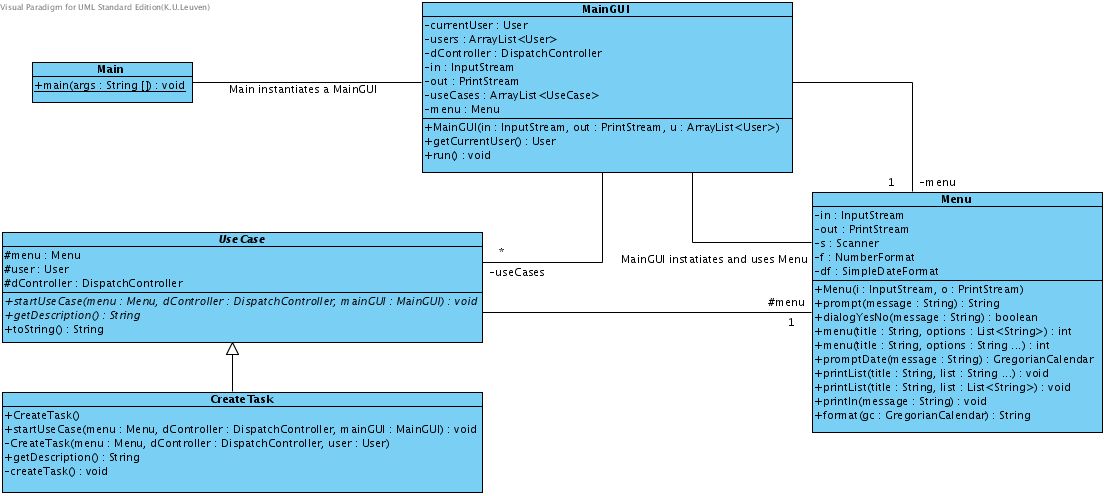 Visual Paradigm for UML Standard Edition(K.U.Leuven)
MainGUI
-currentUser : User
-users : ArrayList<User>
-dController : DispatchController
-in : InputStream
-out : PrintStream
-useCases : ArrayList<UseCase>
-menu : Menu
+MainGUI(in : InputStream, out : PrintStream, u : ArrayList<User>)
+getCurrentUser() : User
+run() : void
Main
+main(args : String []) : void
Main instantiates a MainGUI
1
-menu
Menu
-in : InputStream
-out : PrintStream
-s : Scanner
-f : NumberFormat
-df : SimpleDateFormat
+Menu(i : InputStream, o : PrintStream)
+prompt(message : String) : String
+dialogYesNo(message : String) : boolean
+menu(title : String, options : List<String>) : int
+menu(title : String, options : String ...) : int
+promptDate(message : String) : GregorianCalendar
+printList(title : String, list : String ...) : void
+printList(title : String, list : List<String>) : void
+println(message : String) : void
+format(gc : GregorianCalendar) : String
MainGUI instatiates and uses Menu
*
-useCases
UseCase
#menu : Menu
#user : User
#dController : DispatchController
+startUseCase(menu : Menu, dController : DispatchController, mainGUI : MainGUI) : void
+getDescription() : String
+toString() : String
#menu
1
CreateTask
+CreateTask()
+startUseCase(menu : Menu, dController : DispatchController, mainGUI : MainGUI) : void
-CreateTask(menu : Menu, dController : DispatchController, user : User)
+getDescription() : String
-createTask() : void